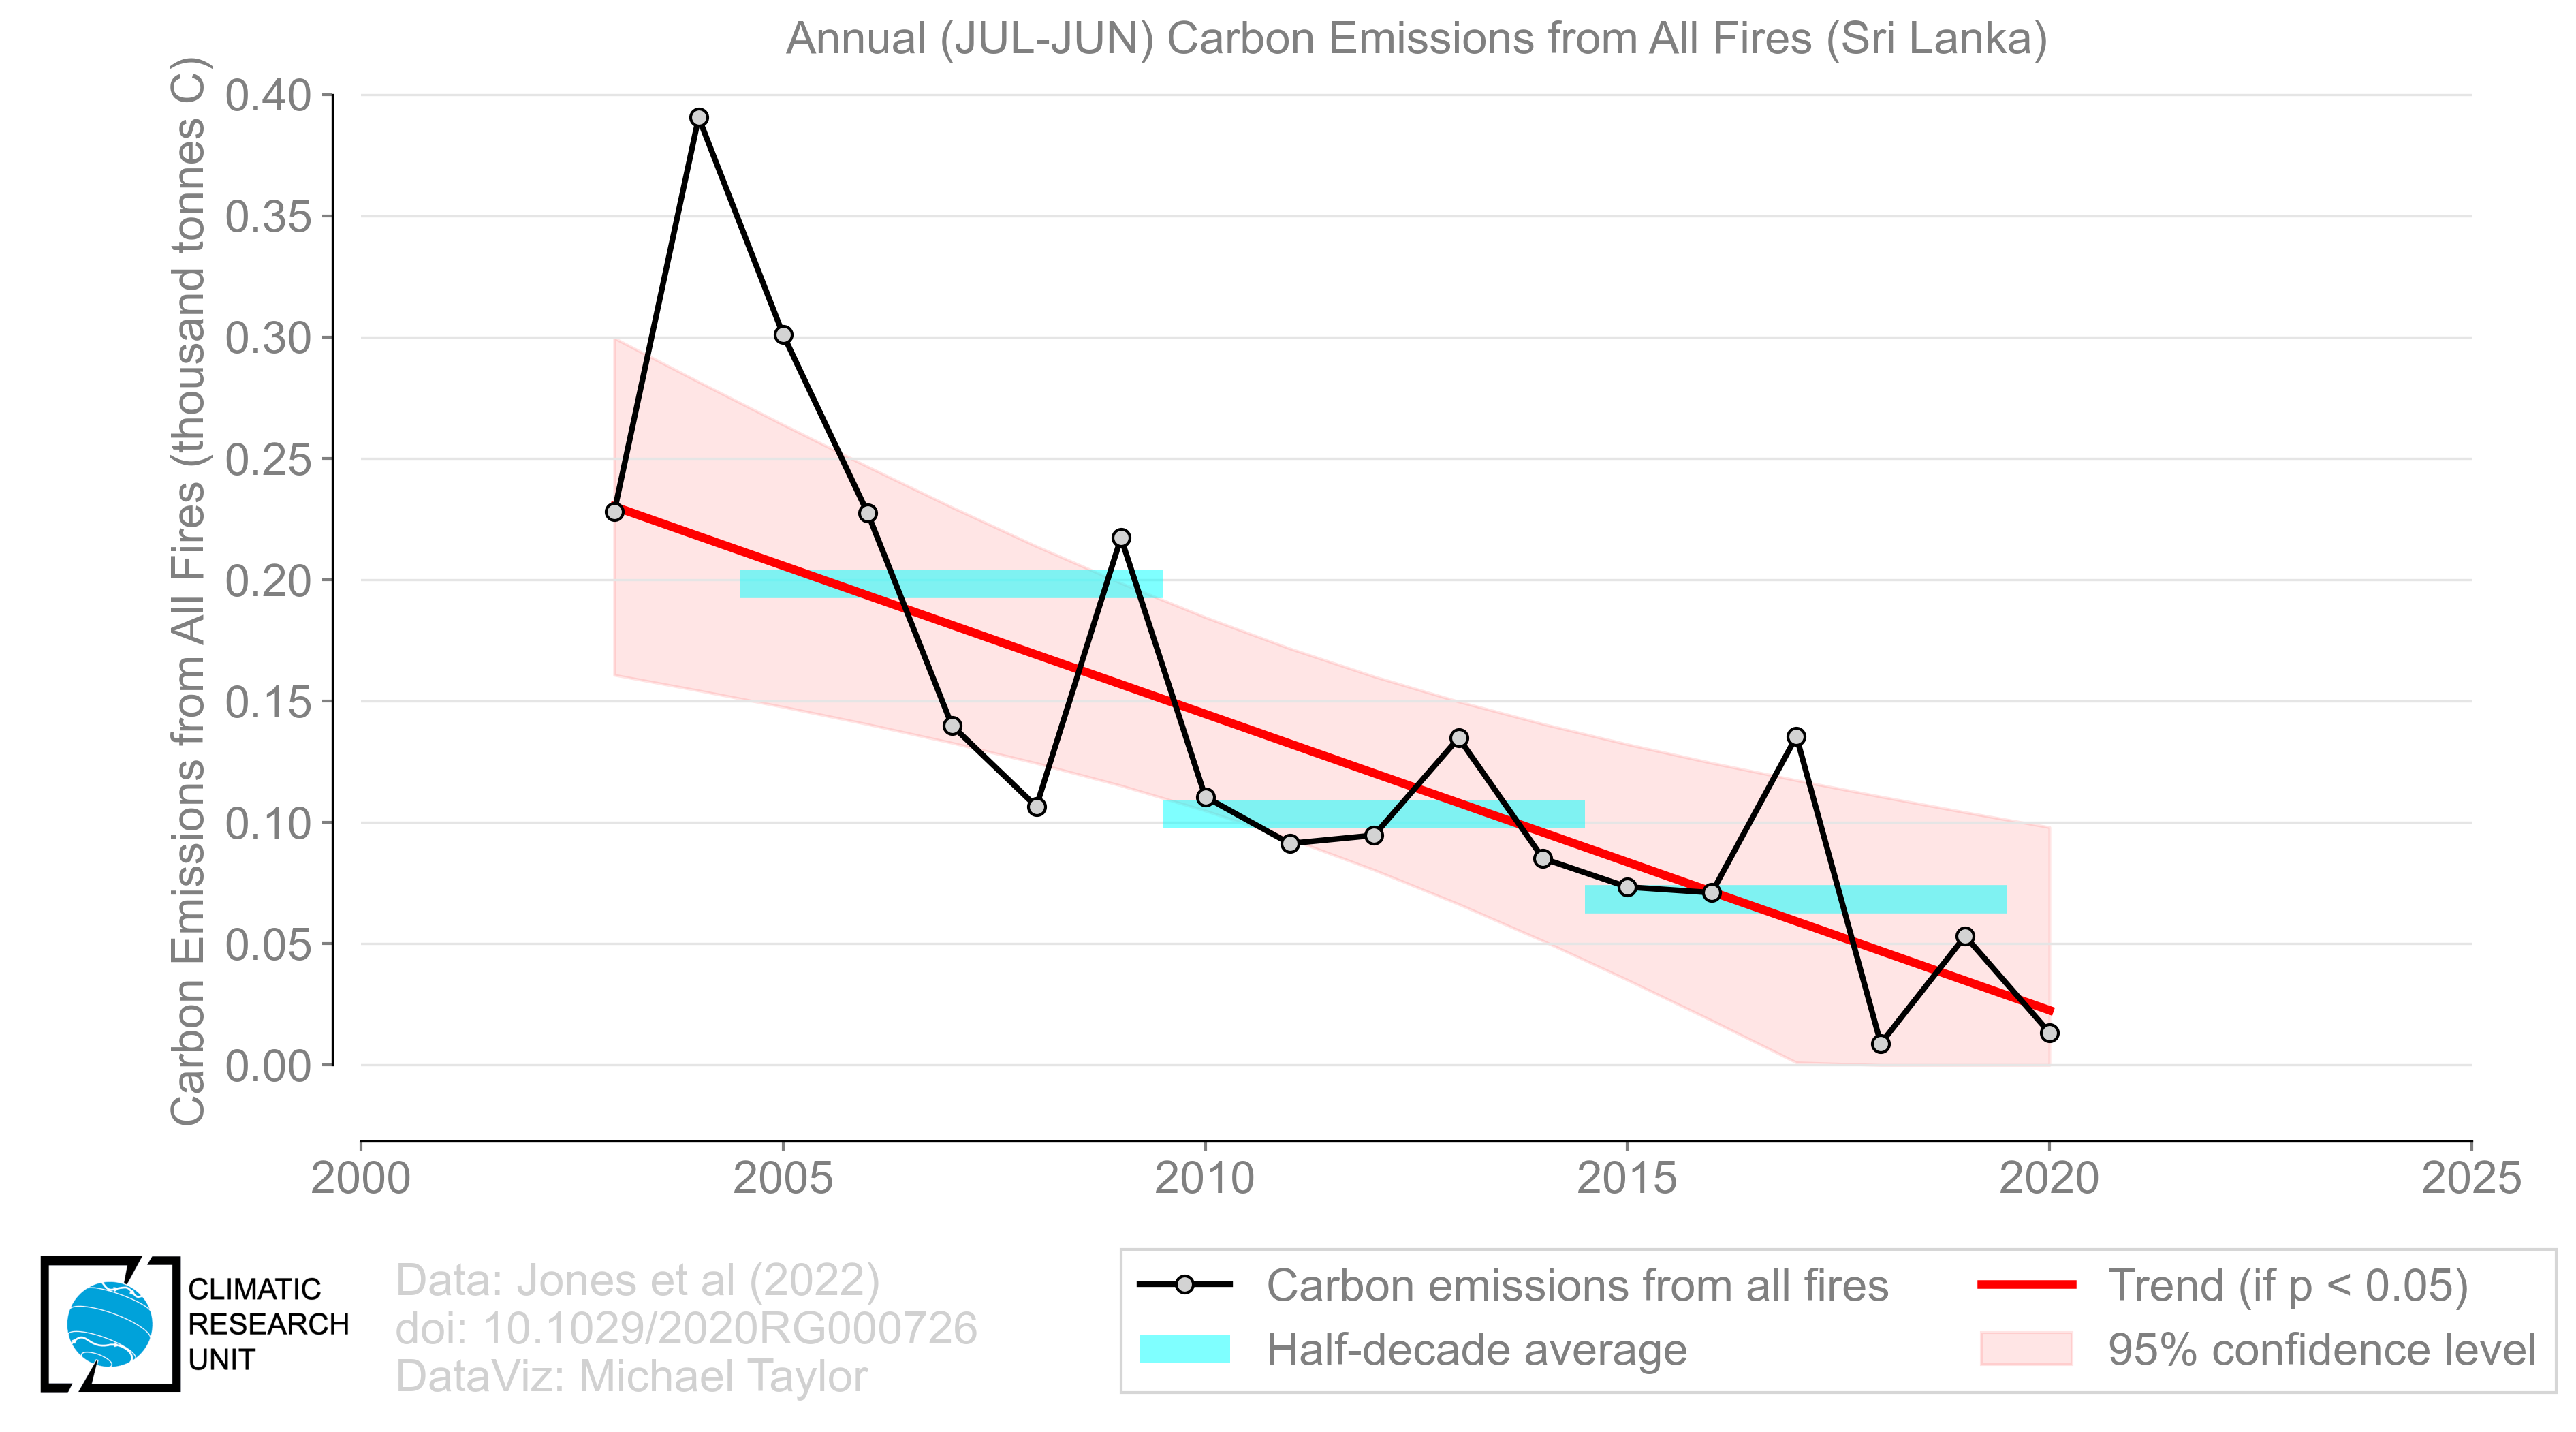 Annual (JUL-JUN) Carbon Emissions from All Fires (Sri Lanka)
Carbon Emissions from All Fires (thousand tonnes C)
0.40
0.35
0.30
0.25
0.20
0.15
0.10
0.05
0.00
2000 2005 2010 2015 2020 2025
CLIMATIC
RESEARCH
UNIT
Data: Jones et al (2022)
doi: 10.1029/2020RG000726
DataViz: Michael Taylor
Carbon emissions from all fires
Half-decade average
Trend (if p < 0.05)
95% confidence level